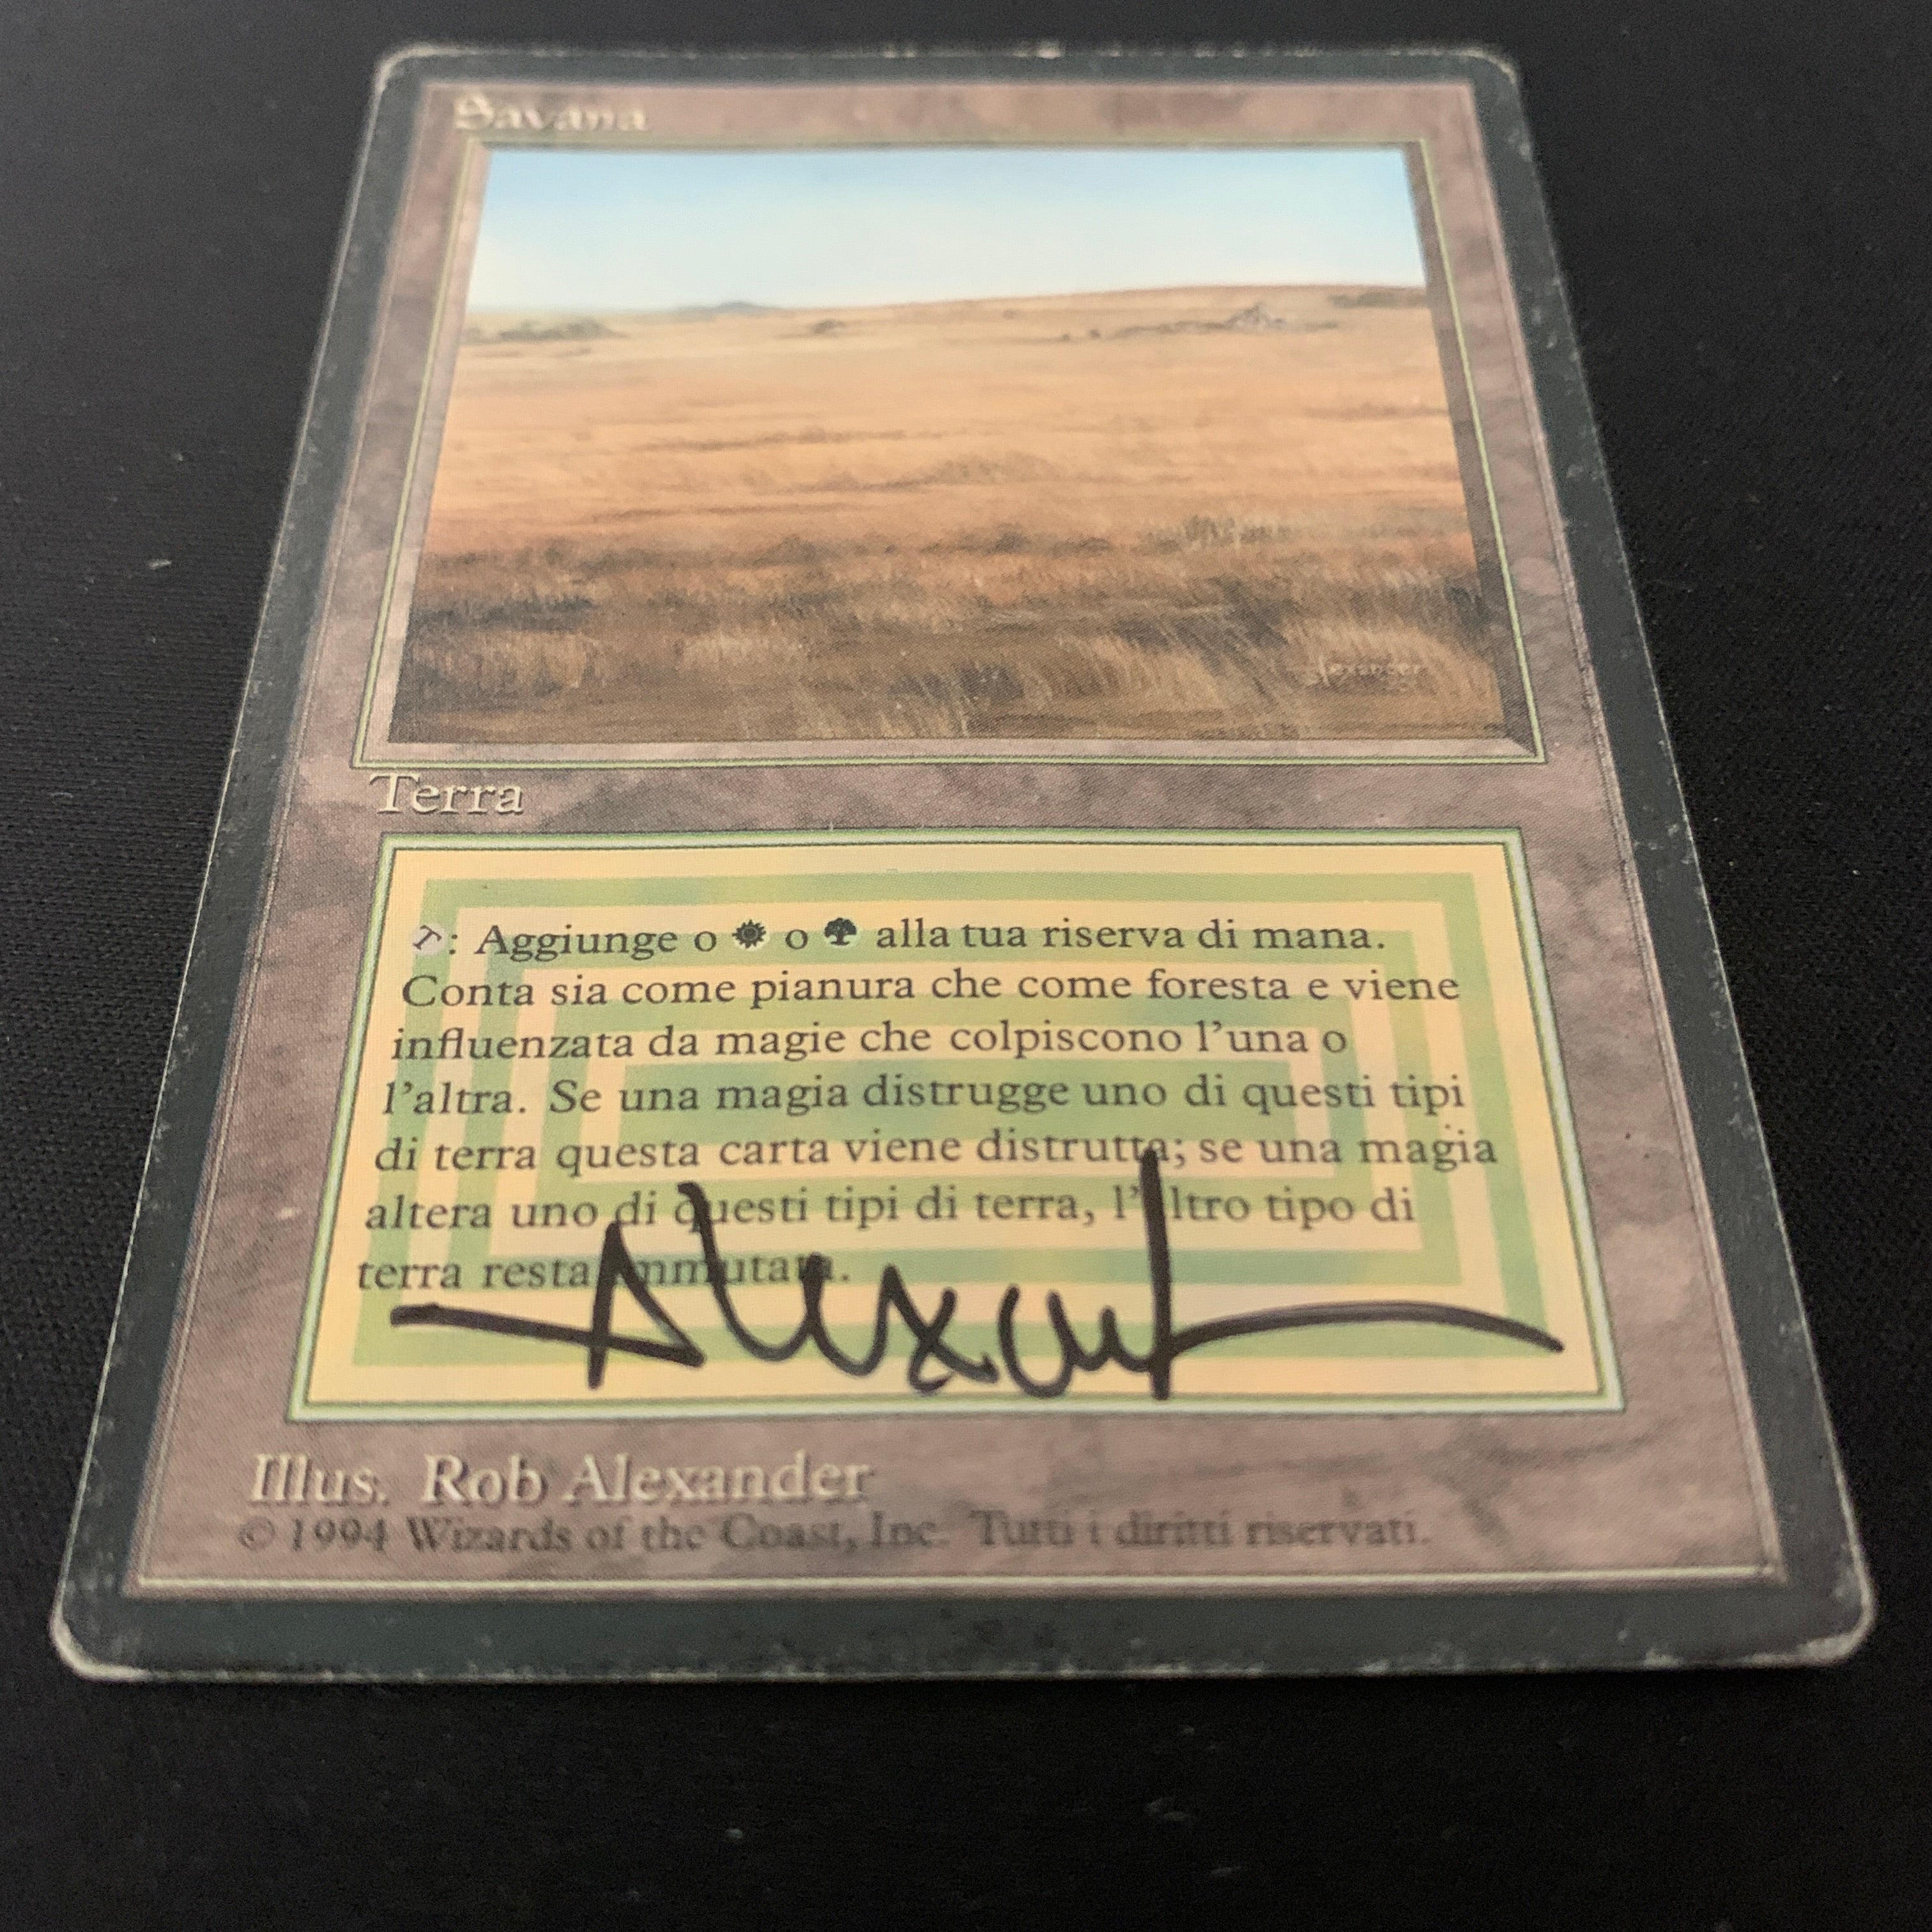 Savana
alexander
Terra
T: Aggiunge o o alla tua riserva di mana.
Conta sia come pianura che come foresta e viene
influenzata da magie che colpiscono l'una o
l'altra. Se una magia distrugge uno di questi tipi
di terra questa carta viene distrutta; se una magia
altera uno di questi tipi di terra, l'altro tipo di
terra resta immutata.
Illus. Rob Alexander
© 1994 Wizards of the Coast, Inc. Tutti i diritti riservati.